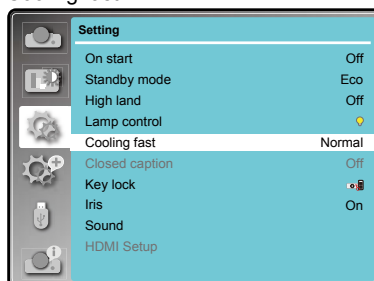 Setting
On start Off
Standby mode Eco
High land Off
Lamp control
Cooling fast Normal
Closed caption Off
Key lock
Iris On
Sound
HDMI Setup